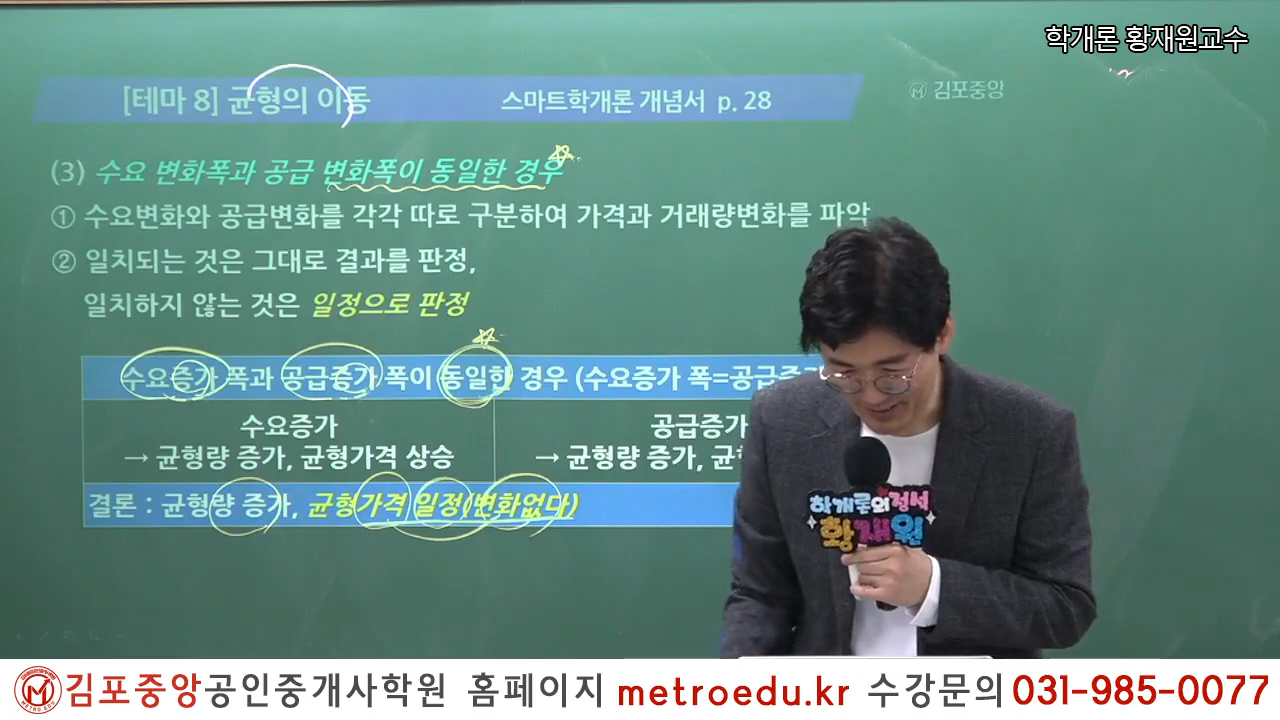 학개론 황재원교수
[테마 8] 균형의 이동 스마트학개론 개념서 p. 28
김포중앙
(3) 수요 변화폭과 공급 변화폭이 동일한 경우
① 수요변화와 공급변화를 각각 따로 구분하여 가격과 거래량변화를 파악
② 일치되는 것은 그대로 결과를 판정,
일치하지 않는 것은 일정으로 판정
수요증가 폭과 공급증가 폭이 동일한 경우 (수요증가 폭=공급증
수요증가 공급증가
→ 균형량 증가, 균형가격 상승 → 균형량 증가, 균
결론 : 균형량 증가, 균형가격 일정(변화없다)
학개론의 정석
황재원
김포중앙공인중개사학원 홈페이지 metroedu.kr 수강문의 031-985-0077
METRO EDU